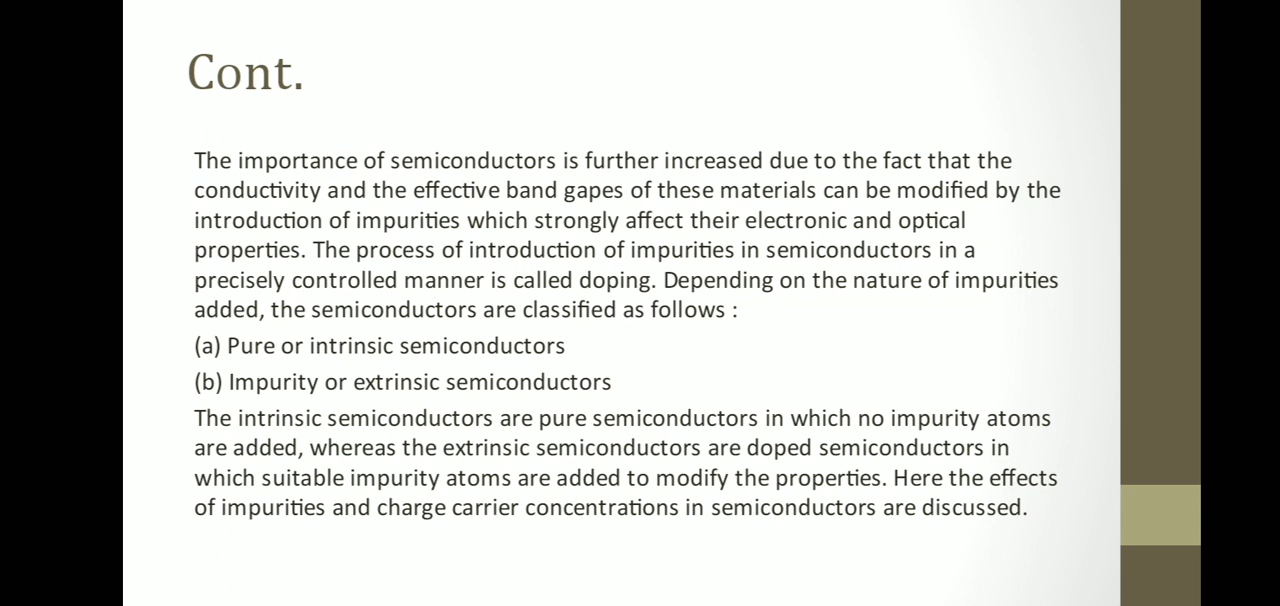 Cont.
The importance of semiconductors is further increased due to the fact that the
conductivity and the effective band gapes of these materials can be modified by the
introduction of impurities which strongly affect their electronic and optical
properties. The process of introduction of impurities in semiconductors in a
precisely controlled manner is called doping. Depending on the nature of impurities
added, the semiconductors are classified as follows :
(a) Pure or intrinsic semiconductors
(b) Impurity or extrinsic semiconductors
The intrinsic semiconductors are pure semiconductors in which no impurity atoms
are added, whereas the extrinsic semiconductors are doped semiconductors in
which suitable impurity atoms are added to modify the properties. Here the effects
of impurities and charge carrier concentrations in semiconductors are discussed.